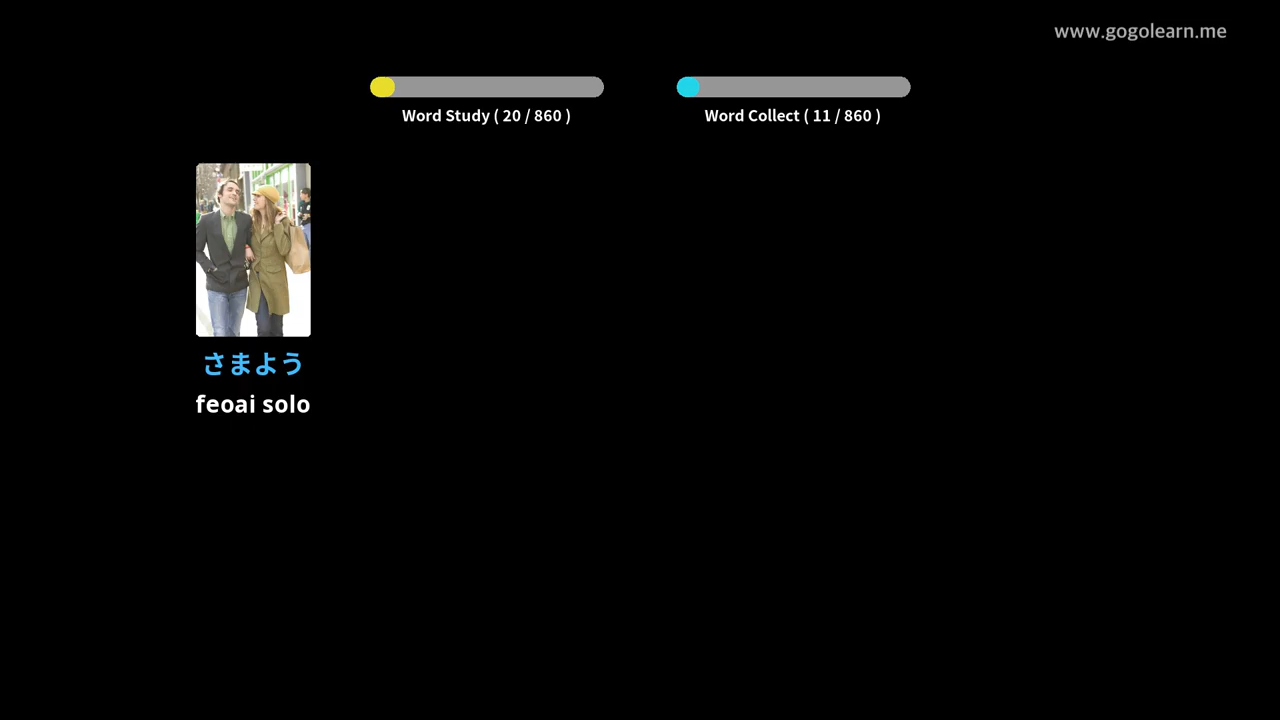 www.gogolearn.me
Word Study ( 20 / 860 )
Word Collect ( 11 / 860 )
さまよう
feoai solo